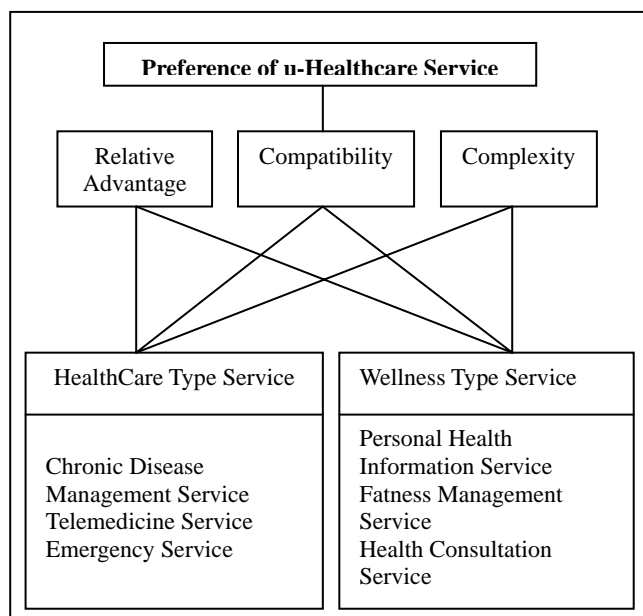 Preference of u-Healthcare Service
Relative
Advantage
Compatibility
Complexity
HealthCare Type Service
Chronic Disease
Management Service
Telemedicine Service
Emergency Service
Wellness Type Service
Personal Health
Information Service
Fatness Management
Service
Health Consultation
Service